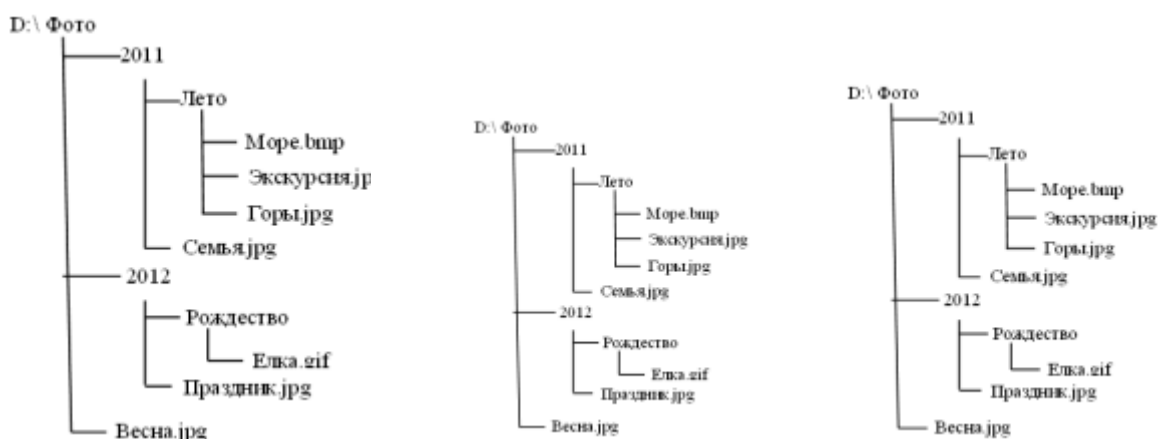 D:\ Фото
2011
Лето
Море.bmp
Экскурсия.jp
Горы.jpg
Семья.jpg
2012
Рождество
Елка.gif
Праздник.jpg
Весна.jpg
D:\ Фото
2011
Лето
Море.bmp
Экскурсия.jpg
Горы.jpg
Семья.jpg
2012
Рождество
Елка.gif
Праздник.jpg
Весна.jpg
D:\ Фото
2011
Лето
Море.bmp
Экскурсия.jpg
Горы.jpg
Семья.jpg
2012
Рождество
Елка.gif
Праздник.jpg
Весна.jpg